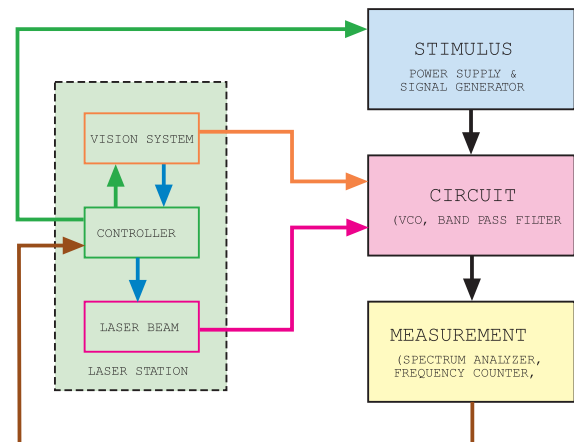 STIMULUS
POWER SUPPLY &
SIGNAL GENERATOR
VISION SYSTEM
CIRCUIT
(VCO, BAND PASS FILTER
CONTROLLER
LASER BEAM
MEASUREMENT
(SPECTRUM ANALYZER,
FREQUENCY COUNTER,
LASER STATION